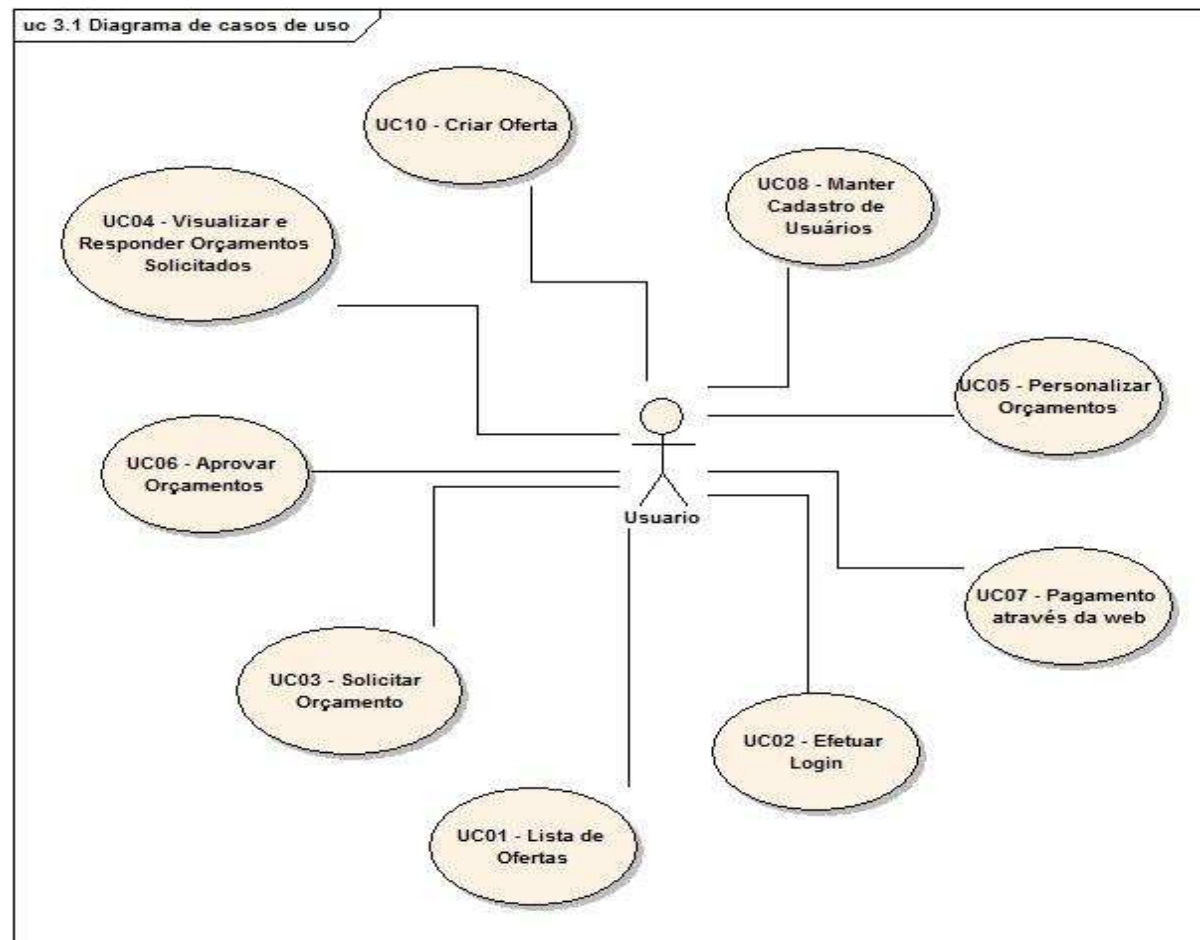 uc 3.1 Diagrama de casos de uso
UC10 - Criar Oferta
UC08 - Manter
Cadastro de
Usuários
UC04 - Visualizar e
Responder Orçamentos
Solicitados
UC05 - Personalizar
Orçamentos
UC06 - Aprovar
Orçamentos
Usuario
UC07 - Pagamento
através da web
UC03 - Solicitar
Orçamento
UC02 - Efetuar
Login
UC01 - Lista de
Ofertas